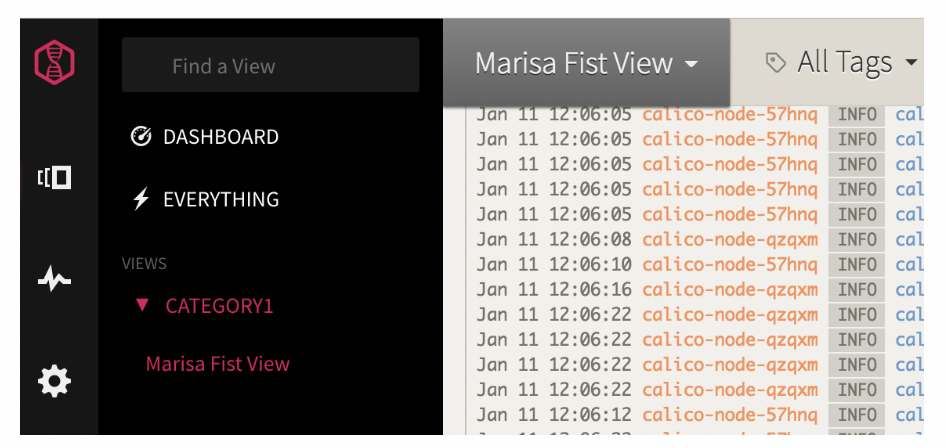 Find a View
DASHBOARD
EVERYTHING
VIEWS
CATEGORY1
Marisa Fist View
Marisa Fist View
All Tags
Jan 11 12:06:05 calico-node-57hnq INFO cal
Jan 11 12:06:05 calico-node-57hnq INFO cal
Jan 11 12:06:05 calico-node-57hnq INFO cal
Jan 11 12:06:05 calico-node-57hnq INFO cal
Jan 11 12:06:05 calico-node-57hnq INFO cal
Jan 11 12:06:08 calico-node-qzqxm INFO cal
Jan 11 12:06:10 calico-node-57hnq INFO cal
Jan 11 12:06:16 calico-node-qzqxm INFO cal
Jan 11 12:06:22 calico-node-qzqxm INFO cal
Jan 11 12:06:22 calico-node-qzqxm INFO cal
Jan 11 12:06:22 calico-node-qzqxm INFO cal
Jan 11 12:06:22 calico-node-qzqxm INFO cal
Jan 11 12:06:12 calico-node-57hnq INFO cal